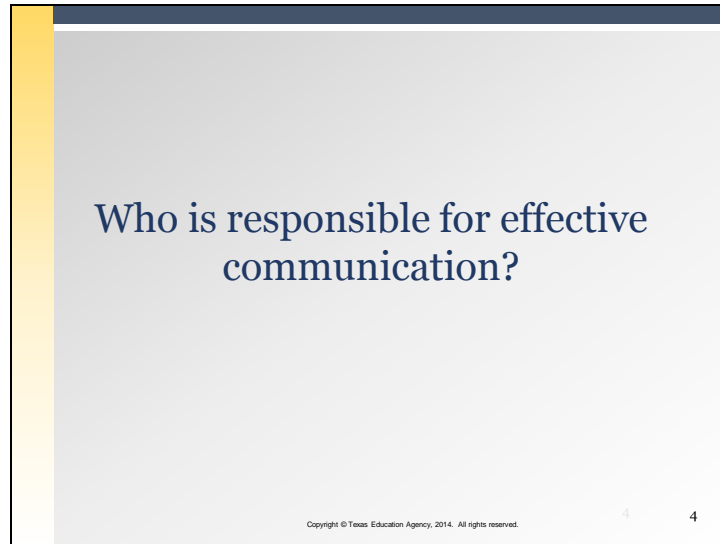 Who is responsible for effective
communication?
Copyright © Texas Education Agency, 2014. All rights reserved.
4
4